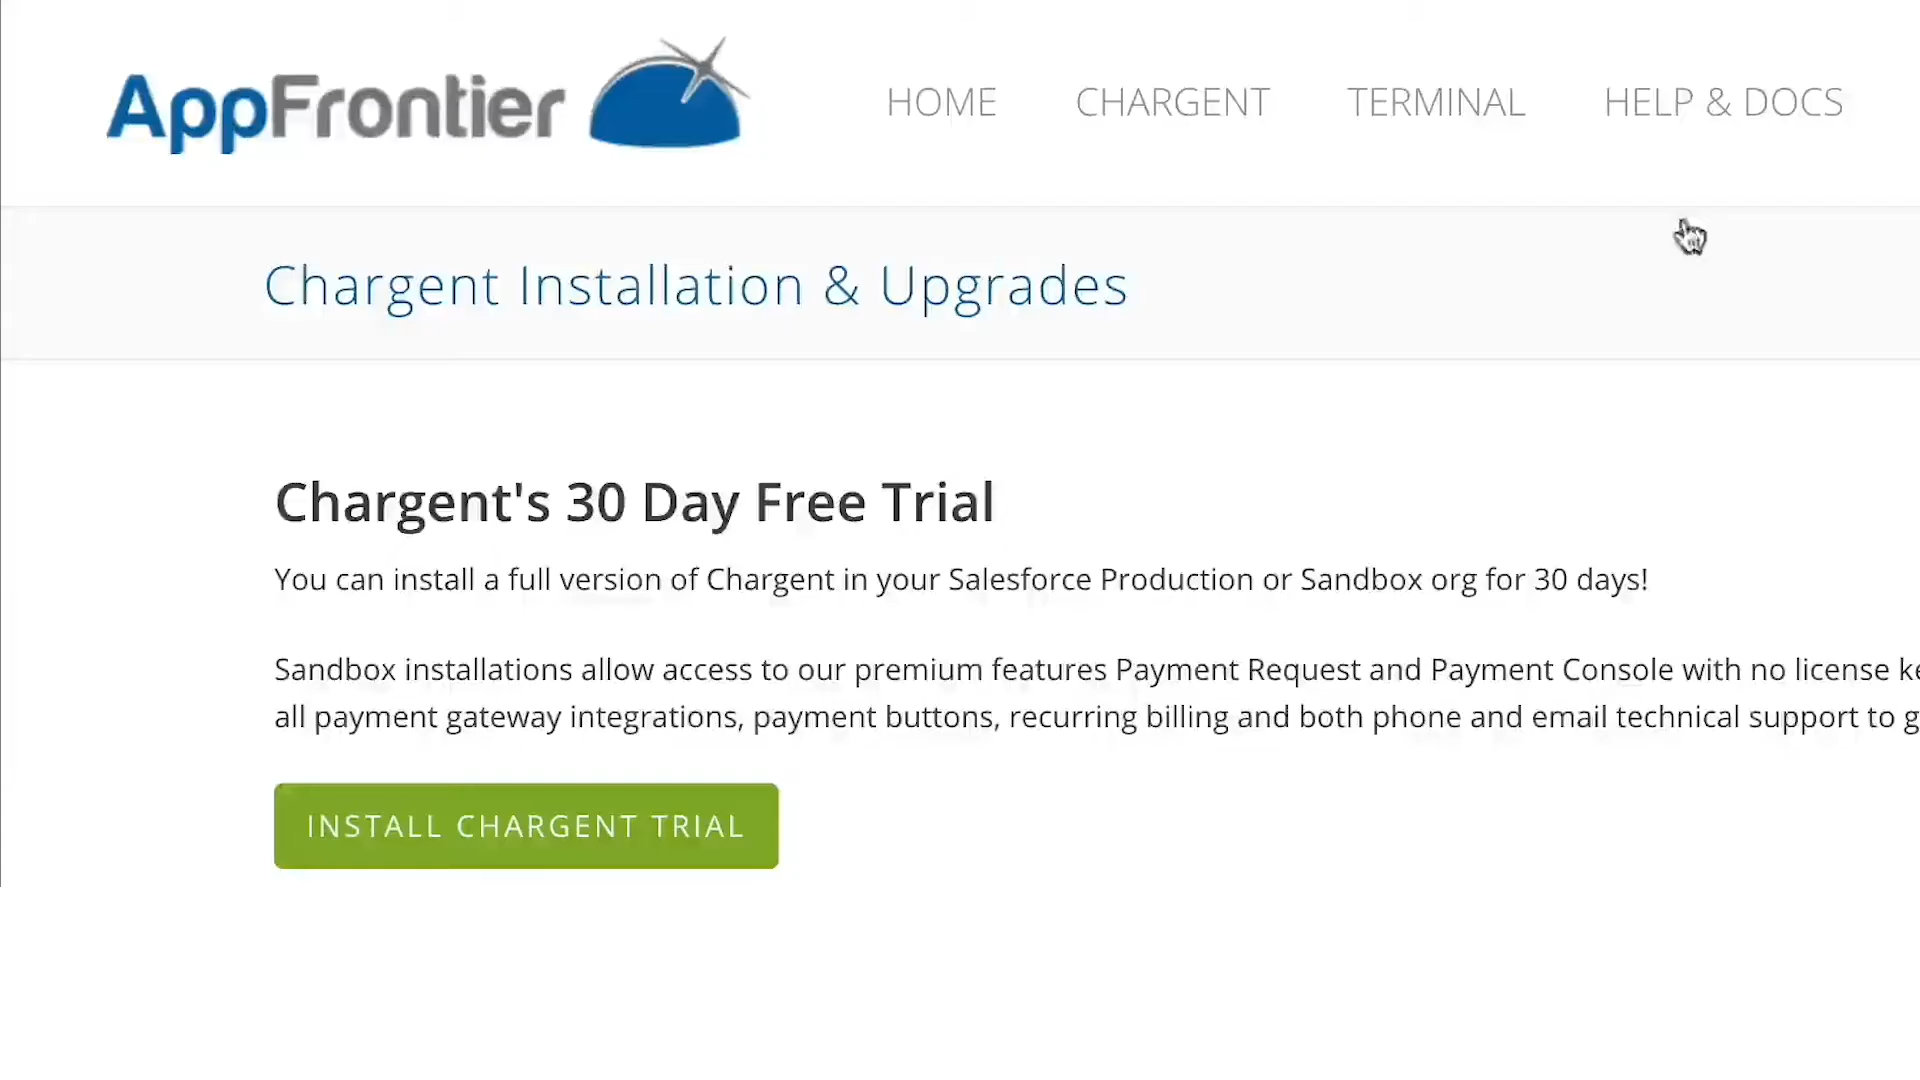 AppFrontier
HOME CHARGENT TERMINAL HELP & DOCS
Chargent Installation & Upgrades
Chargent's 30 Day Free Trial
You can install a full version of Chargent in your Salesforce Production or Sandbox org for 30 days!
Sandbox installations allow access to our premium features Payment Request and Payment Console with no license
all payment gateway integrations, payment buttons, recurring billing and both phone and email technical support to
INSTALL CHARGENT TRIAL